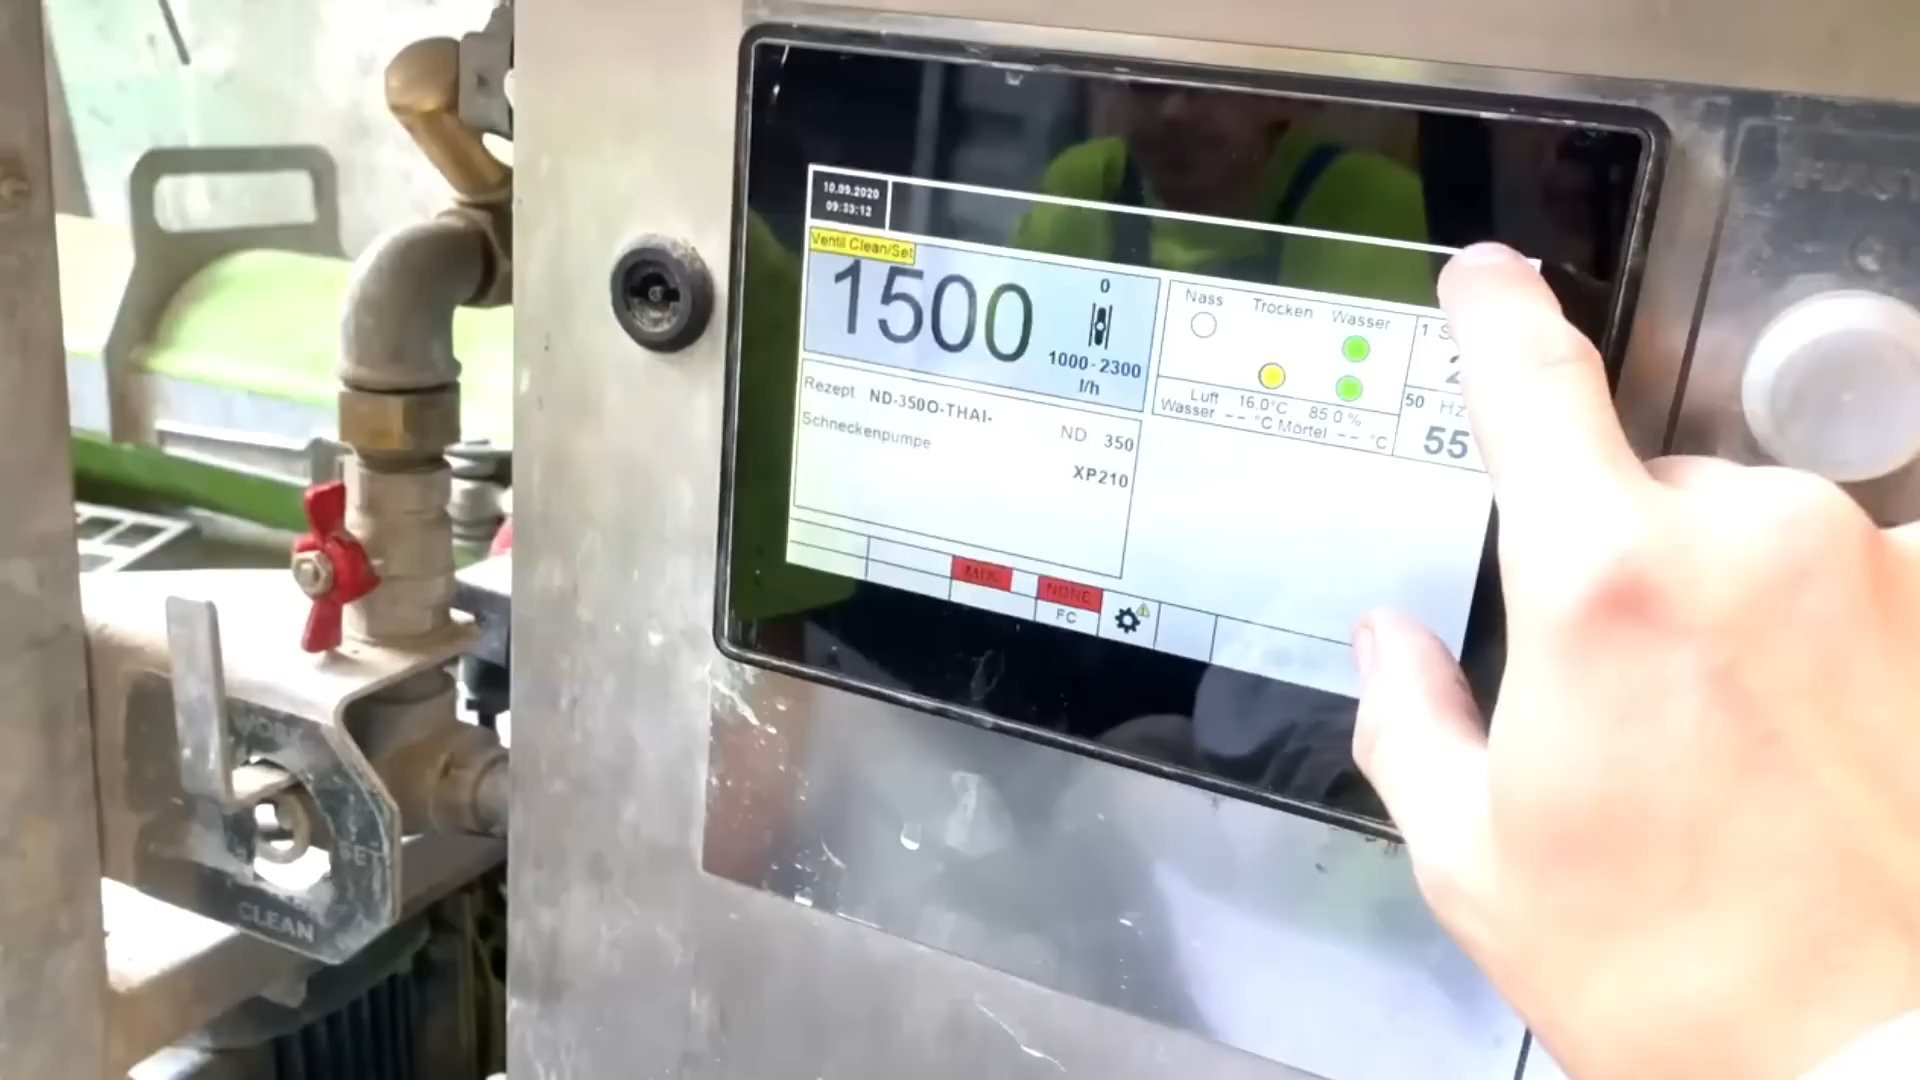 10.09.2020
09:33:12
Ventil Clean/Set
1500
0
1000-2300
l/h
Nass Trocken Wasser
1
50 Hz
55
Luft 16.0°C 85.0 %
Wasser -- °C Mörtel -- °C
Rezept ND-350O-THAI-
ND 350
Schneckenpumpe
XP210
NONE
FC
WORK
SET
CLEAN